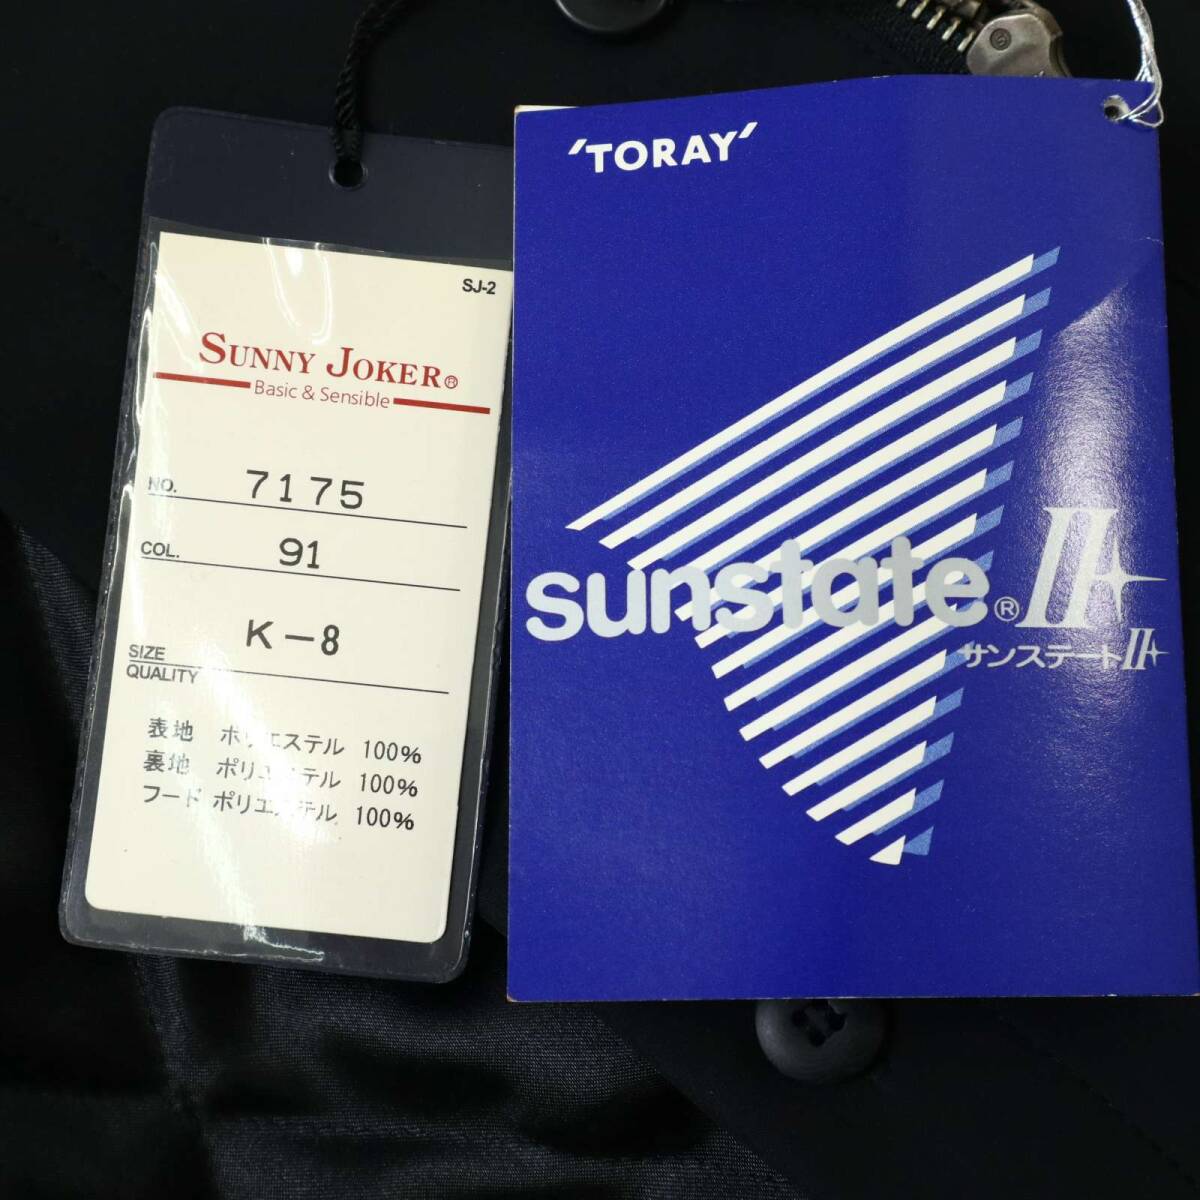 SJ-2
SUNNY JOKER®
Basic & Sensible
NO. 7175
COL. 91
SIZE K-8
QUALITY
表地 ポリエステル 100%
裏地 ポリエステル 100%
フード ポリエステル 100%
'TORAY'
sunstate® II
サンステートII